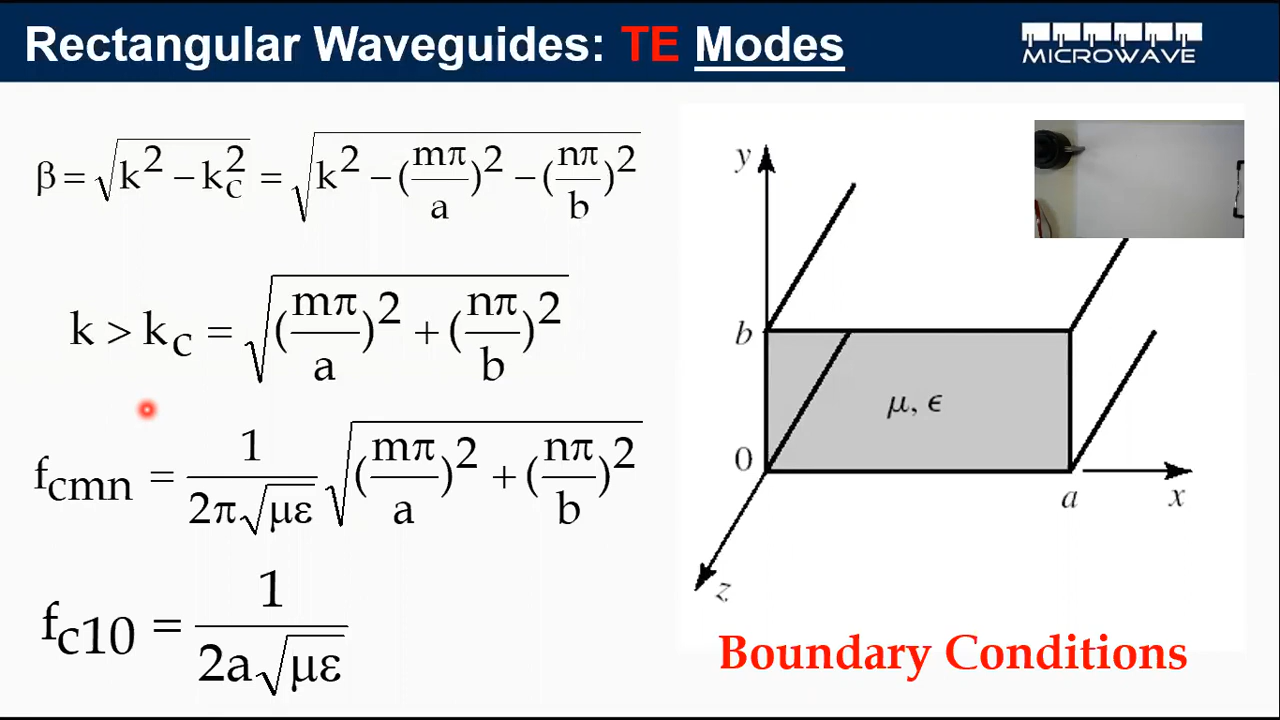 Rectangular Waveguides: TE Modes
MICROWAVE
β = √(k² − k_c²) = √(k² − (mπ/a)² − (nπ/b)²)
k > k_c = √((mπ/a)² + (nπ/b)²)
f_cmn = 1/(2π√με) √((mπ/a)² + (nπ/b)²)
f_c10 = 1/(2a√με)
y
b
μ, ϵ
0
a
x
z
Boundary Conditions